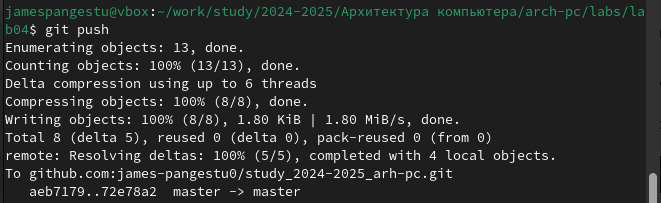 jamespangestu@vbox:~/work/study/2024-2025/Архитектура компьютера/arch-pc/labs/la
b04$ git push
Enumerating objects: 13, done.
Counting objects: 100% (13/13), done.
Delta compression using up to 6 threads
Compressing objects: 100% (8/8), done.
Writing objects: 100% (8/8), 1.80 KiB | 1.80 MiB/s, done.
Total 8 (delta 5), reused 0 (delta 0), pack-reused 0 (from 0)
remote: Resolving deltas: 100% (5/5), completed with 4 local objects.
To github.com:james-pangestu0/study_2024-2025_arh-pc.git
   aeb7179..72e78a2  master -> master